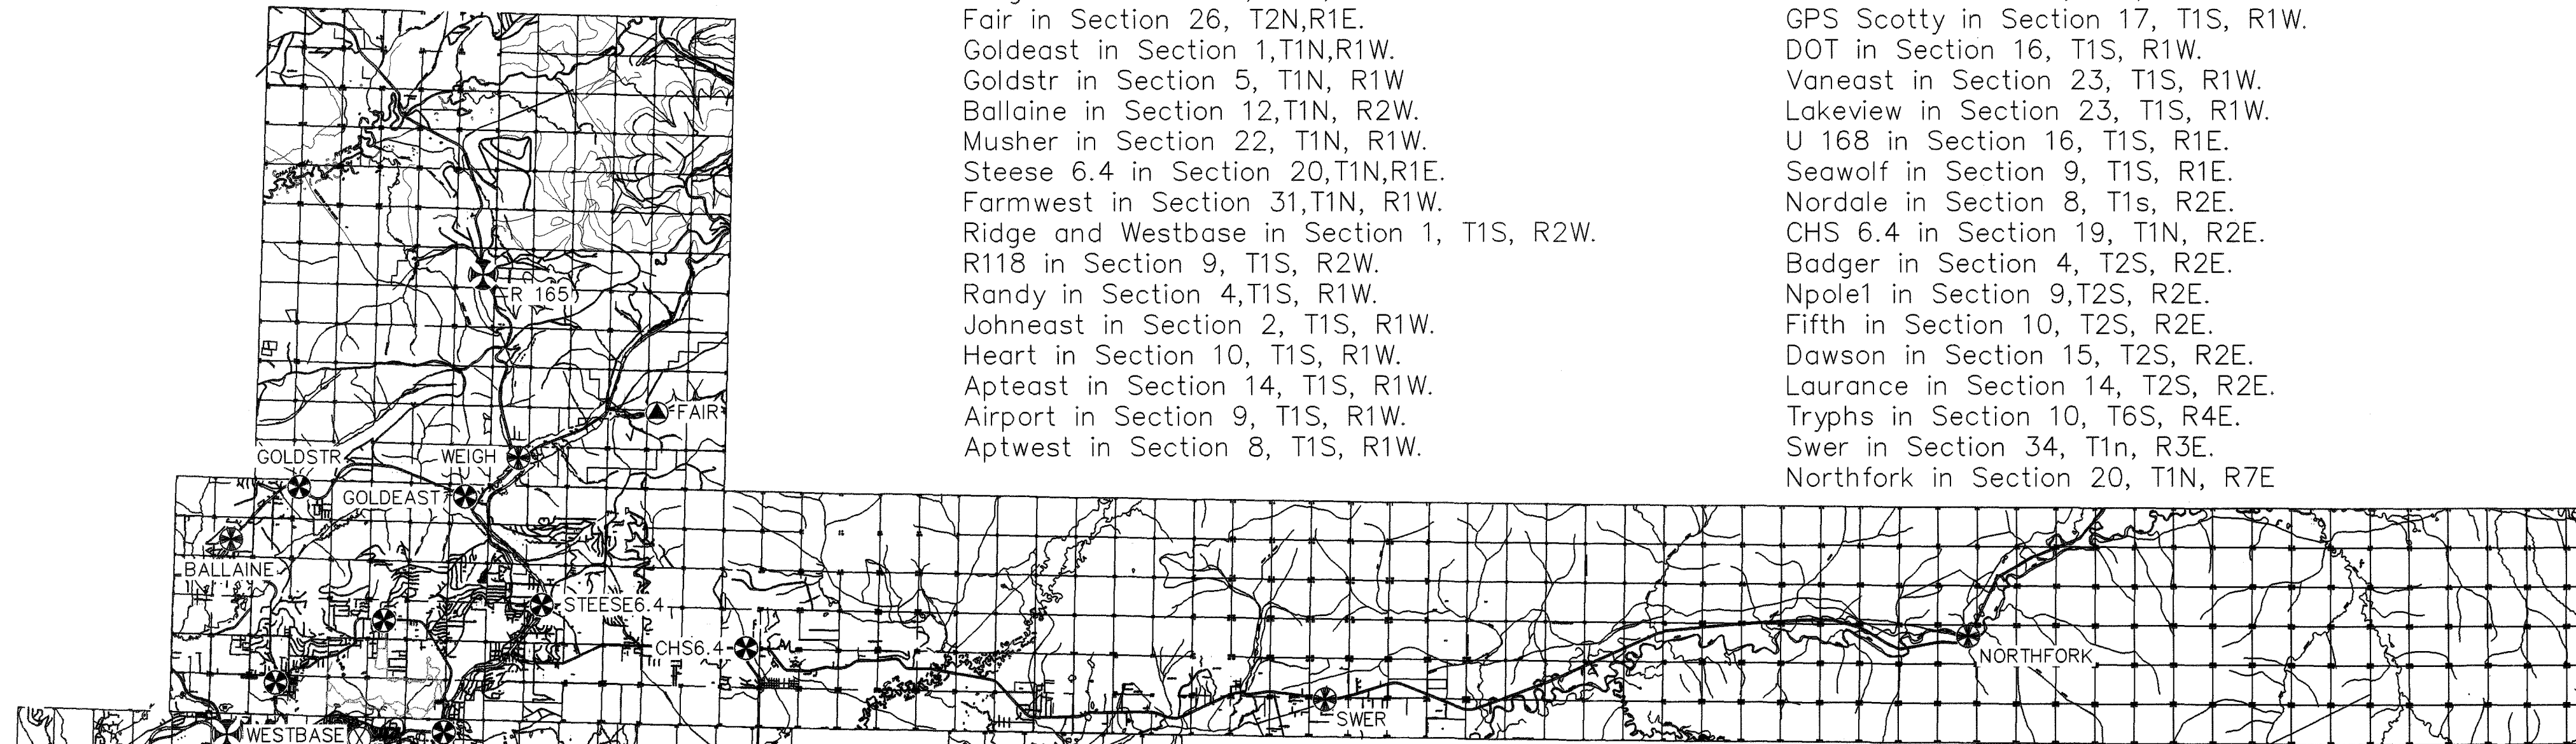 Fair in Section 26, T2N,R1E.
Goldeast in Section 1,T1N,R1W.
Goldstr in Section 5, T1N, R1W
Ballaine in Section 12,T1N, R2W.
Musher in Section 22, T1N, R1W.
Steese 6.4 in Section 20,T1N,R1E.
Farmwest in Section 31,T1N, R1W.
Ridge and Westbase in Section 1, T1S, R2W.
R118 in Section 9, T1S, R2W.
Randy in Section 4,T1S, R1W.
Johneast in Section 2, T1S, R1W.
Heart in Section 10, T1S, R1W.
Apteast in Section 14, T1S, R1W.
Airport in Section 9, T1S, R1W.
Aptwest in Section 8, T1S, R1W.
GPS Scotty in Section 17, T1S, R1W.
DOT in Section 16, T1S, R1W.
Vaneast in Section 23, T1S, R1W.
Lakeview in Section 23, T1S, R1W.
U 168 in Section 16, T1S, R1E.
Seawolf in Section 9, T1S, R1E.
Nordale in Section 8, T1s, R2E.
CHS 6.4 in Section 19, T1N, R2E.
Badger in Section 4, T2S, R2E.
Npole1 in Section 9,T2S, R2E.
Fifth in Section 10, T2S, R2E.
Dawson in Section 15, T2S, R2E.
Laurance in Section 14, T2S, R2E.
Tryphs in Section 10, T6S, R4E.
Swer in Section 34, T1n, R3E.
Northfork in Section 20, T1N, R7E
R 165
FAIR
GOLDSTR
WEIGH
GOLDEAST
BALLAINE
STEESE6.4
CHS6.4
NORTHFORK
SWER
WESTBASE